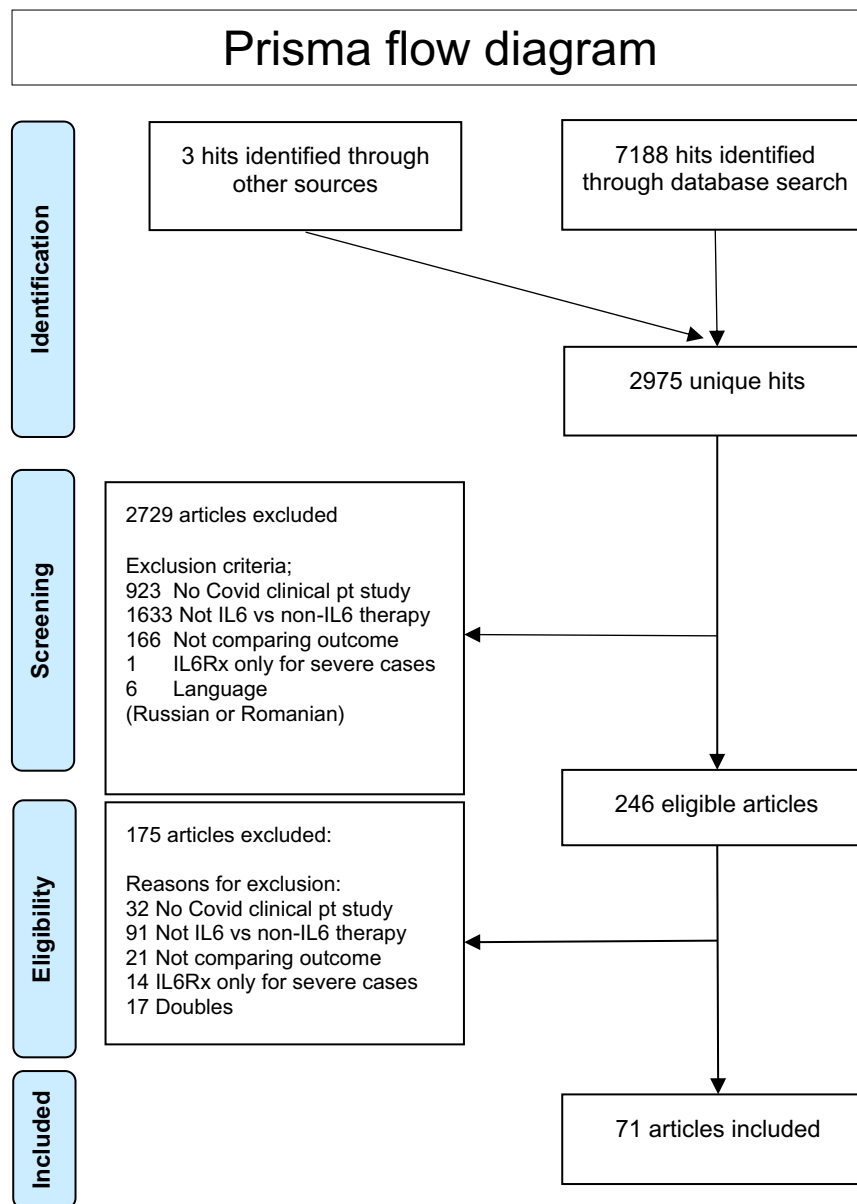 Prisma flow diagram
Identification
3 hits identified through
other sources
7188 hits identified
through database search
2975 unique hits
Screening
2729 articles excluded
Exclusion criteria;
923 No Covid clinical pt study
1633 Not IL6 vs non-IL6 therapy
166 Not comparing outcome
1 IL6Rx only for severe cases
6 Language
(Russian or Romanian)
246 eligible articles
Eligibility
175 articles excluded:
Reasons for exclusion:
32 No Covid clinical pt study
91 Not IL6 vs non-IL6 therapy
21 Not comparing outcome
14 IL6Rx only for severe cases
17 Doubles
Included
71 articles included